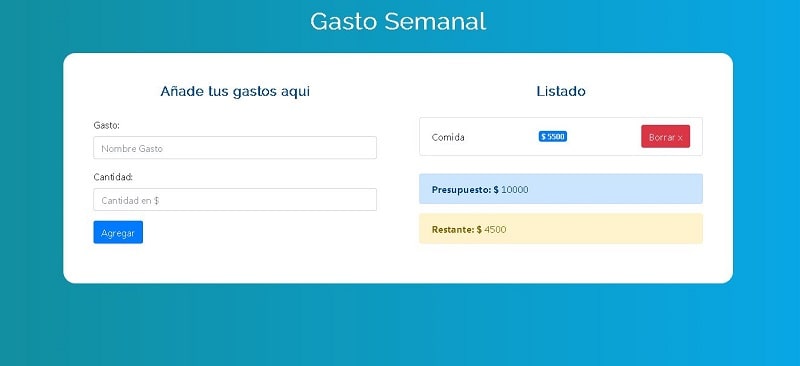 Gasto Semanal
Añade tus gastos aqui
Gasto:
Nombre Gasto
Cantidad:
Cantidad en $
Agregar
Listado
Comida $ 5500 Borrar x
Presupuesto: $ 10000
Restante: $ 4500